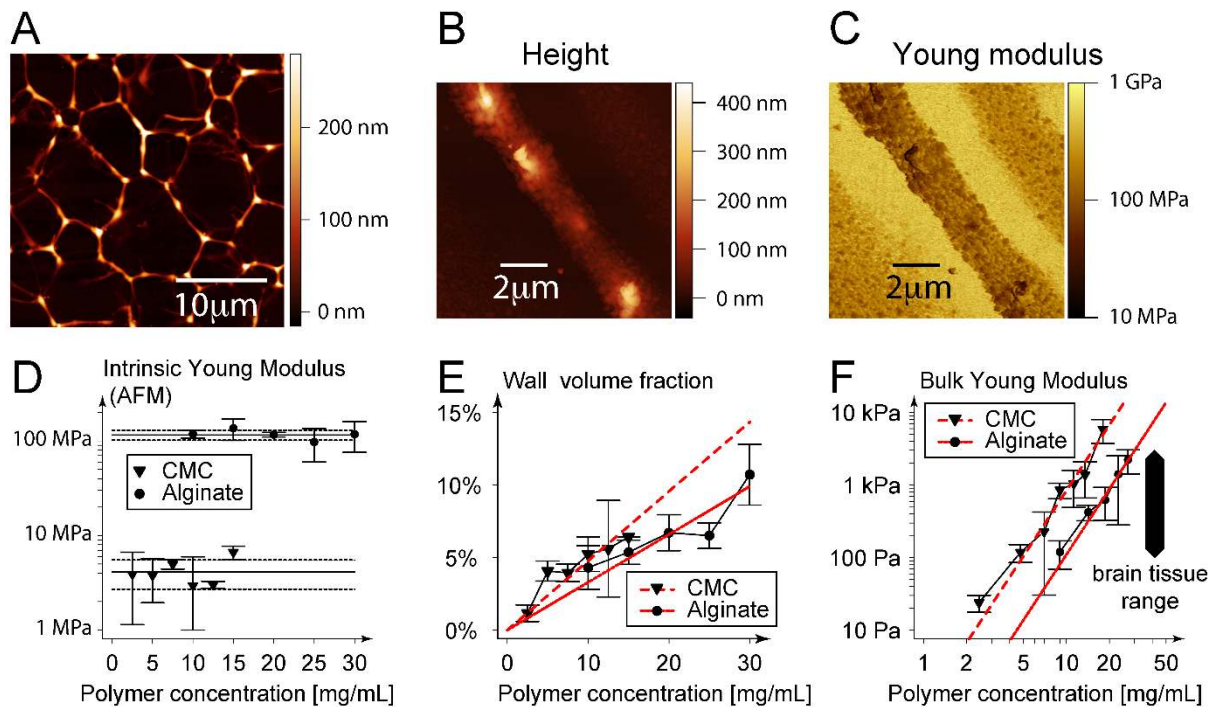 A
200 nm
100 nm
0 nm
10μm
B
Height
400 nm
300 nm
200 nm
100 nm
0 nm
2μm
C
Young modulus
1 GPa
100 MPa
10 MPa
2μm
D
Intrinsic Young Modulus
(AFM)
100 MPa
10 MPa
1 MPa
CMC
Alginate
0 5 10 15 20 25 30
Polymer concentration [mg/mL]
E
Wall volume fraction
15%
10%
5%
0%
CMC
Alginate
0 10 20 30
Polymer concentration [mg/mL]
F
Bulk Young Modulus
10 kPa
1 kPa
100 Pa
10 Pa
CMC
Alginate
brain tissue
range
1 2 5 10 20 50
Polymer concentration [mg/mL]